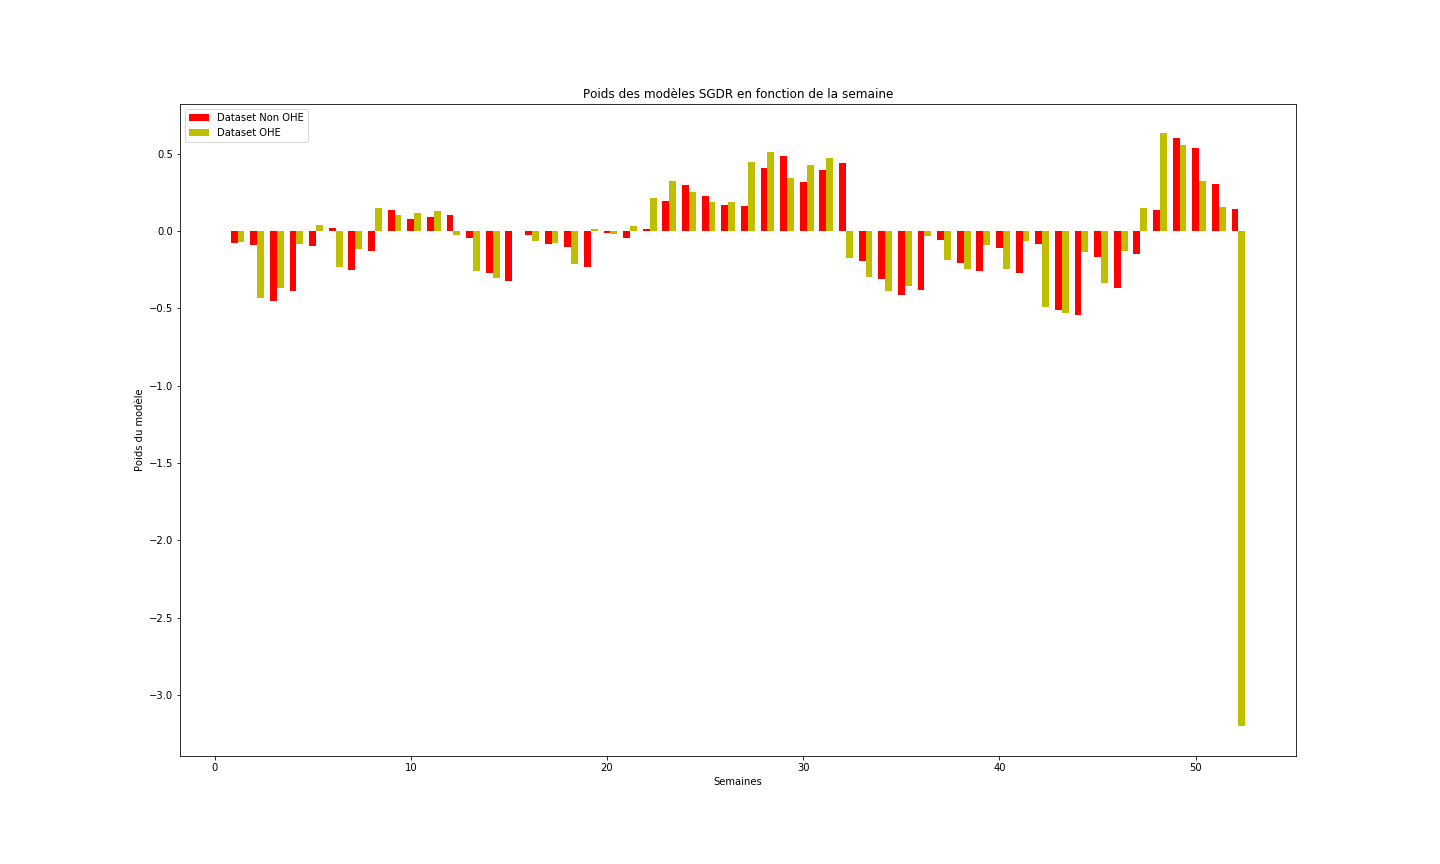 Poids des modèles SGDR en fonction de la semaine
Dataset Non OHE
Dataset OHE
0.5
0.0
−0.5
−1.0
−1.5
−2.0
−2.5
−3.0
Poids du modèle
0 10 20 30 40 50
Semaines